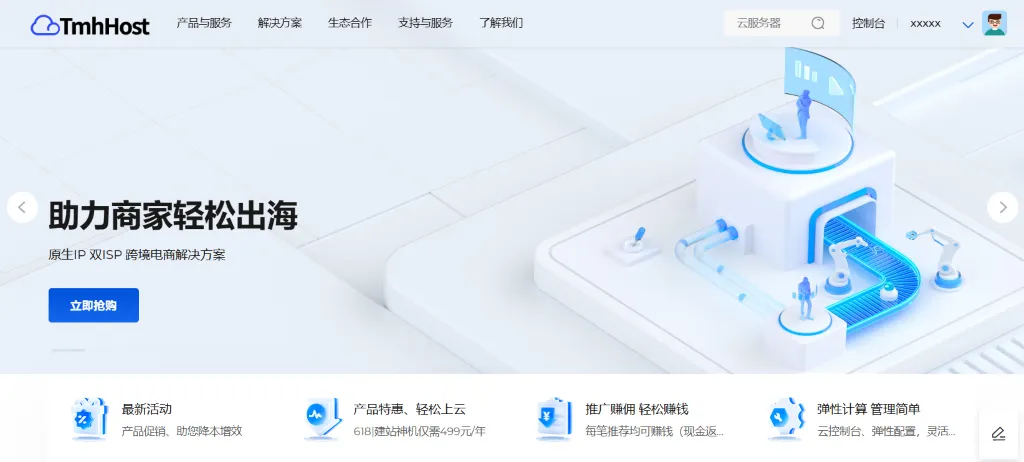 TmhHost
产品与服务
解决方案
生态合作
支持与服务
了解我们
云服务器
控制台
xxxxx
助力商家轻松出海
原生IP 双ISP 跨境电商解决方案
立即抢购
最新活动
产品促销、助您降本增效
产品特惠、轻松上云
618|建站神机仅需499元/年
推广赚佣 轻松赚钱
每笔推荐均可赚钱（现金返...
弹性计算 管理简单
云控制台、弹性配置，灵活...